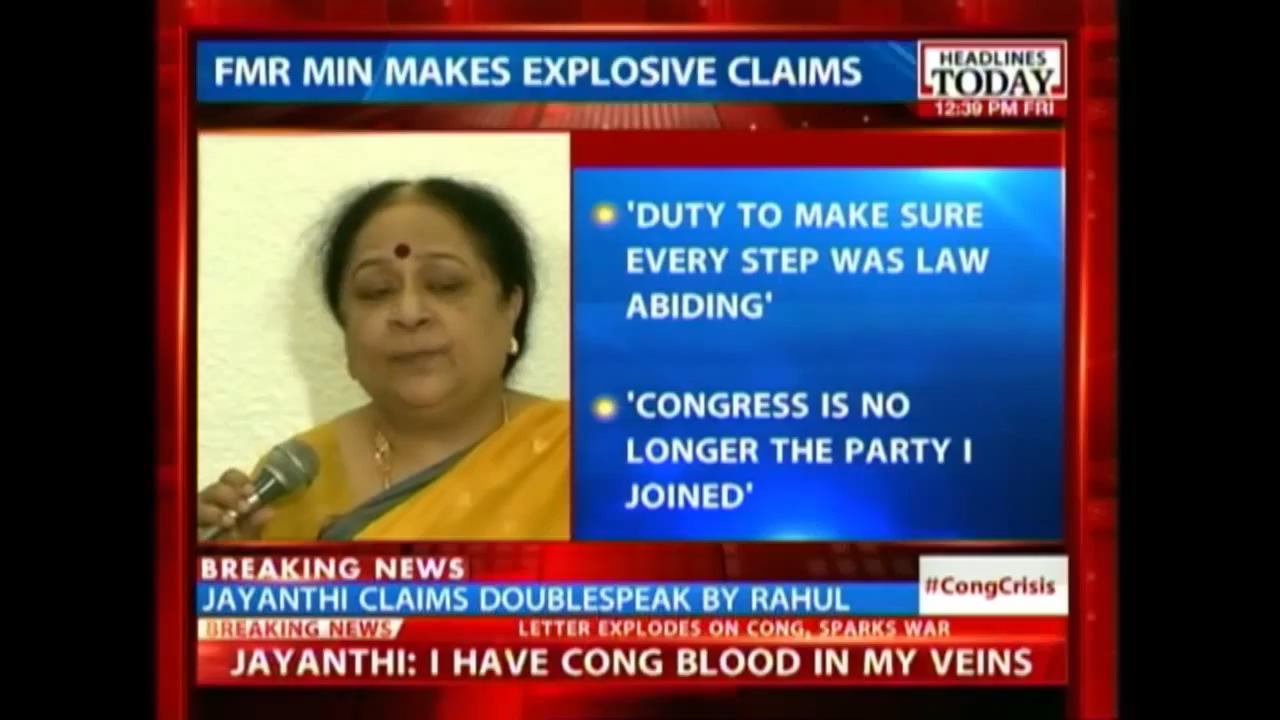 FMR MIN MAKES EXPLOSIVE CLAIMS
HEADLINES
TODAY
12:39 PM FRI
'DUTY TO MAKE SURE
EVERY STEP WAS LAW
ABIDING'
'CONGRESS IS NO
LONGER THE PARTY I
JOINED'
BREAKING NEWS
JAYANTHI CLAIMS DOUBLESPEAK BY RAHUL
#CongCrisis
BREAKING NEWS
LETTER EXPLODES ON CONG, SPARKS WAR
JAYANTHI: I HAVE CONG BLOOD IN MY VEINS